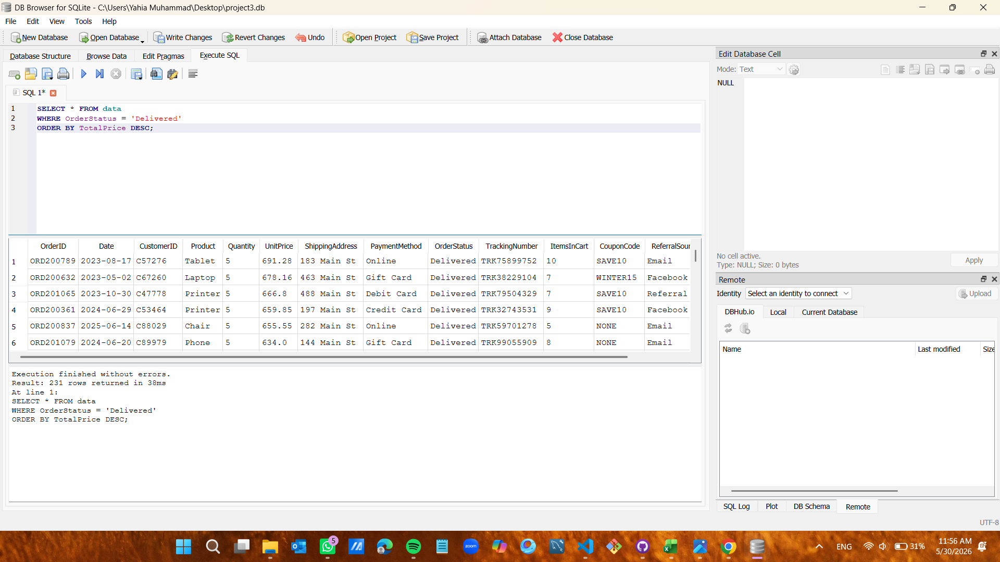 DB Browser for SQLite - C:\Users\Yahia Muhammad\Desktop\project3.db
File Edit View Tools Help
New Database Open Database Write Changes Revert Changes Undo Open Project Save Project Attach Database Close Database
Database Structure Browse Data Edit Pragmas Execute SQL
SQL 1*
1 SELECT * FROM data
2 WHERE OrderStatus = 'Delivered'
3 ORDER BY TotalPrice DESC;
OrderID Date CustomerID Product Quantity UnitPrice ShippingAddress PaymentMethod OrderStatus TrackingNumber ItemsInCart CouponCode ReferralSour
1 ORD200789 2023-08-17 C57276 Tablet 5 691.28 183 Main St Online Delivered TRK75899752 10 SAVE10 Email
2 ORD200632 2023-05-02 C67260 Laptop 5 678.16 463 Main St Gift Card Delivered TRK38229104 7 WINTER15 Facebook
3 ORD201065 2023-10-30 C47778 Printer 5 666.8 488 Main St Debit Card Delivered TRK79504329 7 SAVE10 Referral
4 ORD200361 2024-06-29 C53464 Printer 5 659.85 197 Main St Credit Card Delivered TRK32743531 9 SAVE10 Facebook
5 ORD200837 2025-06-14 C88029 Chair 5 655.55 282 Main St Online Delivered TRK59701278 5 NONE Email
6 ORD201079 2024-06-20 C89979 Phone 5 634.0 144 Main St Gift Card Delivered TRK99055909 8 NONE Email
Execution finished without errors.
Result: 231 rows returned in 38ms
At line 1:
SELECT * FROM data
WHERE OrderStatus = 'Delivered'
ORDER BY TotalPrice DESC;
Edit Database Cell
Mode: Text
NULL
No cell active.
Type: NULL; Size: 0 bytes
Apply
Remote
Identity Select an identity to connect Upload
DBHub.io Local Current Database
Name Last modified Size
SQL Log Plot DB Schema Remote
UTF-8
5
zoom
ENG
31%
11:56 AM
5/30/2026